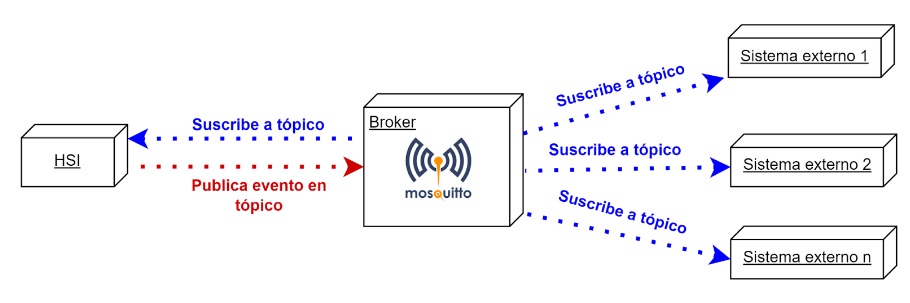 Sistema externo 1
Suscribe a tópico
Broker
Suscribe a tópico
HSI
Publica evento en
tópico
mosquitto
Suscribe a tópico
Sistema externo 2
Suscribe a tópico
Sistema externo n